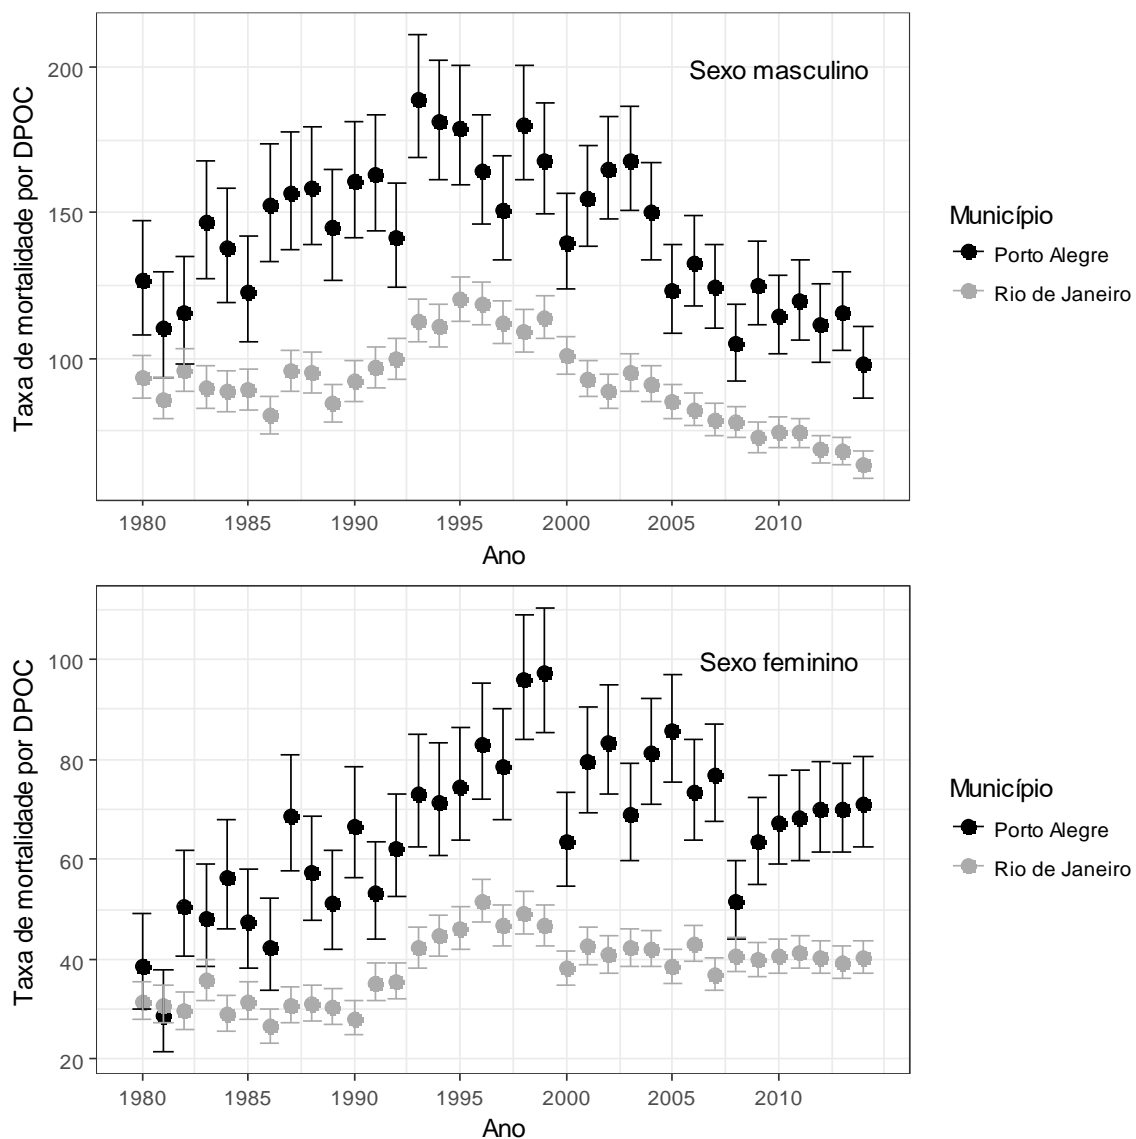 Sexo masculino
Taxa de mortalidade por DPOC
200
150
100
1980 1985 1990 1995 2000 2005 2010
Ano
Município
Porto Alegre
Rio de Janeiro
Sexo feminino
Taxa de mortalidade por DPOC
100
80
60
40
20
1980 1985 1990 1995 2000 2005 2010
Ano
Município
Porto Alegre
Rio de Janeiro